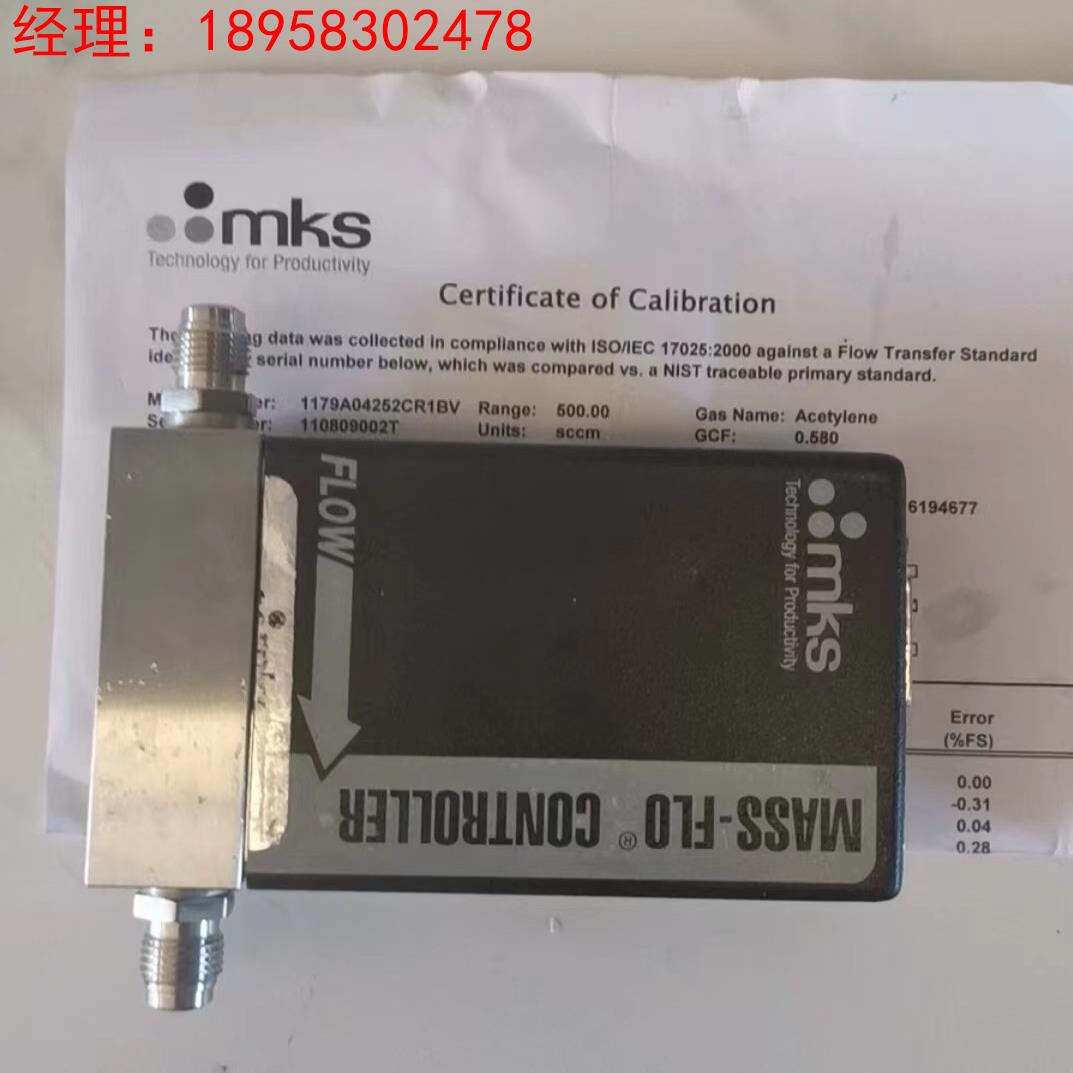 经理：18958302478
mks
Technology for Productivity
Certificate of Calibration
g data was collected in compliance with ISO/IEC 17025:2000 against a Flow Transfer Standard
serial number below, which was compared vs. a NIST traceable primary standard.
1179A04252CR1BV Range: 500.00 Gas Name: Acetylene
110809002T Units: sccm GCF: 0.580
6194677
FLOW
mks
Technology for Productivity
MASS-FLO® CONTROLLER
Error
(%FS)
0.00
-0.31
0.04
0.28